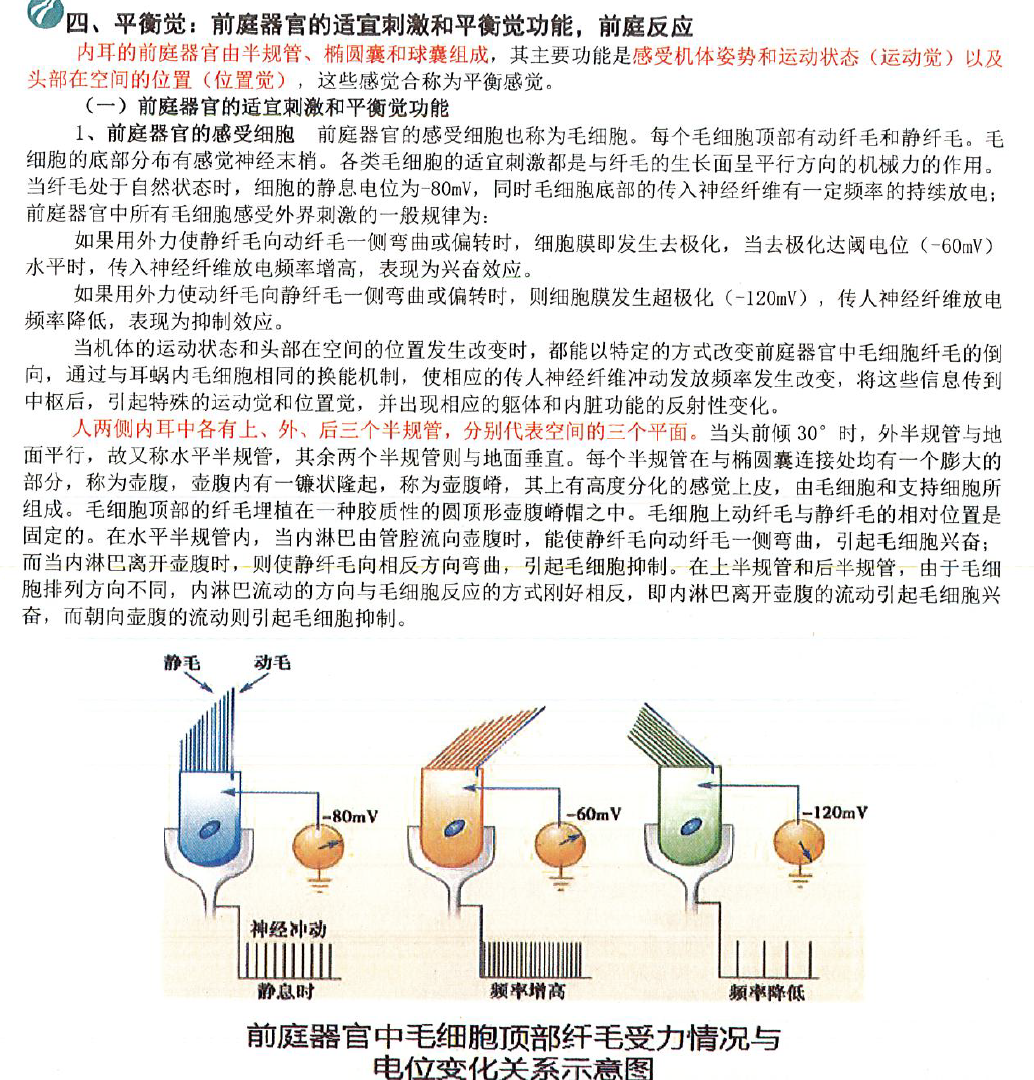 四、平衡觉：前庭器官的适宜刺激和平衡觉功能，前庭反应
内耳的前庭器官由半规管、椭圆囊和球囊组成，其主要功能是感受机体姿势和运动状态（运动觉）以及
头部在空间的位置（位置觉），这些感觉合称为平衡感觉。
（一）前庭器官的适宜刺激和平衡觉功能
1、前庭器官的感受细胞　前庭器官的感受细胞也称为毛细胞。每个毛细胞顶部有动纤毛和静纤毛。毛
细胞的底部分布有感觉神经末梢。各类毛细胞的适宜刺激都是与纤毛的生长面呈平行方向的机械力的作用。
当纤毛处于自然状态时，细胞的静息电位为-80mV，同时毛细胞底部的传入神经纤维有一定频率的持续放电；
前庭器官中所有毛细胞感受外界刺激的一般规律为：
如果用外力使静纤毛向动纤毛一侧弯曲或偏转时，细胞膜即发生去极化，当去极化达阈电位（-60mV）
水平时，传入神经纤维放电频率增高，表现为兴奋效应。
如果用外力使动纤毛向静纤毛一侧弯曲或偏转时，则细胞膜发生超极化（-120mV），传人神经纤维放电
频率降低，表现为抑制效应。
当机体的运动状态和头部在空间的位置发生改变时，都能以特定的方式改变前庭器官中毛细胞纤毛的倒
向，通过与耳蜗内毛细胞相同的换能机制，使相应的传人神经纤维冲动发放频率发生改变，将这些信息传到
中枢后，引起特殊的运动觉和位置觉，并出现相应的躯体和内脏功能的反射性变化。
人两侧内耳中各有上、外、后三个半规管，分别代表空间的三个平面。当头前倾30°时，外半规管与地
面平行，故又称水平半规管，其余两个半规管则与地面垂直。每个半规管在与椭圆囊连接处均有一个膨大的
部分，称为壶腹，壶腹内有一镰状隆起，称为壶腹嵴，其上有高度分化的感觉上皮，由毛细胞和支持细胞所
组成。毛细胞顶部的纤毛埋植在一种胶质性的圆顶形壶腹嵴帽之中。毛细胞上动纤毛与静纤毛的相对位置是
固定的。在水平半规管内，当内淋巴由管腔流向壶腹时，能使静纤毛向动纤毛一侧弯曲，引起毛细胞兴奋；
而当内淋巴离开壶腹时，则使静纤毛向相反方向弯曲，引起毛细胞抑制。在上半规管和后半规管，由于毛细
胞排列方向不同，内淋巴流动的方向与毛细胞反应的方式刚好相反，即内淋巴离开壶腹的流动引起毛细胞兴
奋，而朝向壶腹的流动则引起毛细胞抑制。
静毛　动毛
-80mV　-60mV　-120mV
神经冲动
静息时　频率增高　频率降低
前庭器官中毛细胞顶部纤毛受力情况与
电位变化关系示意图